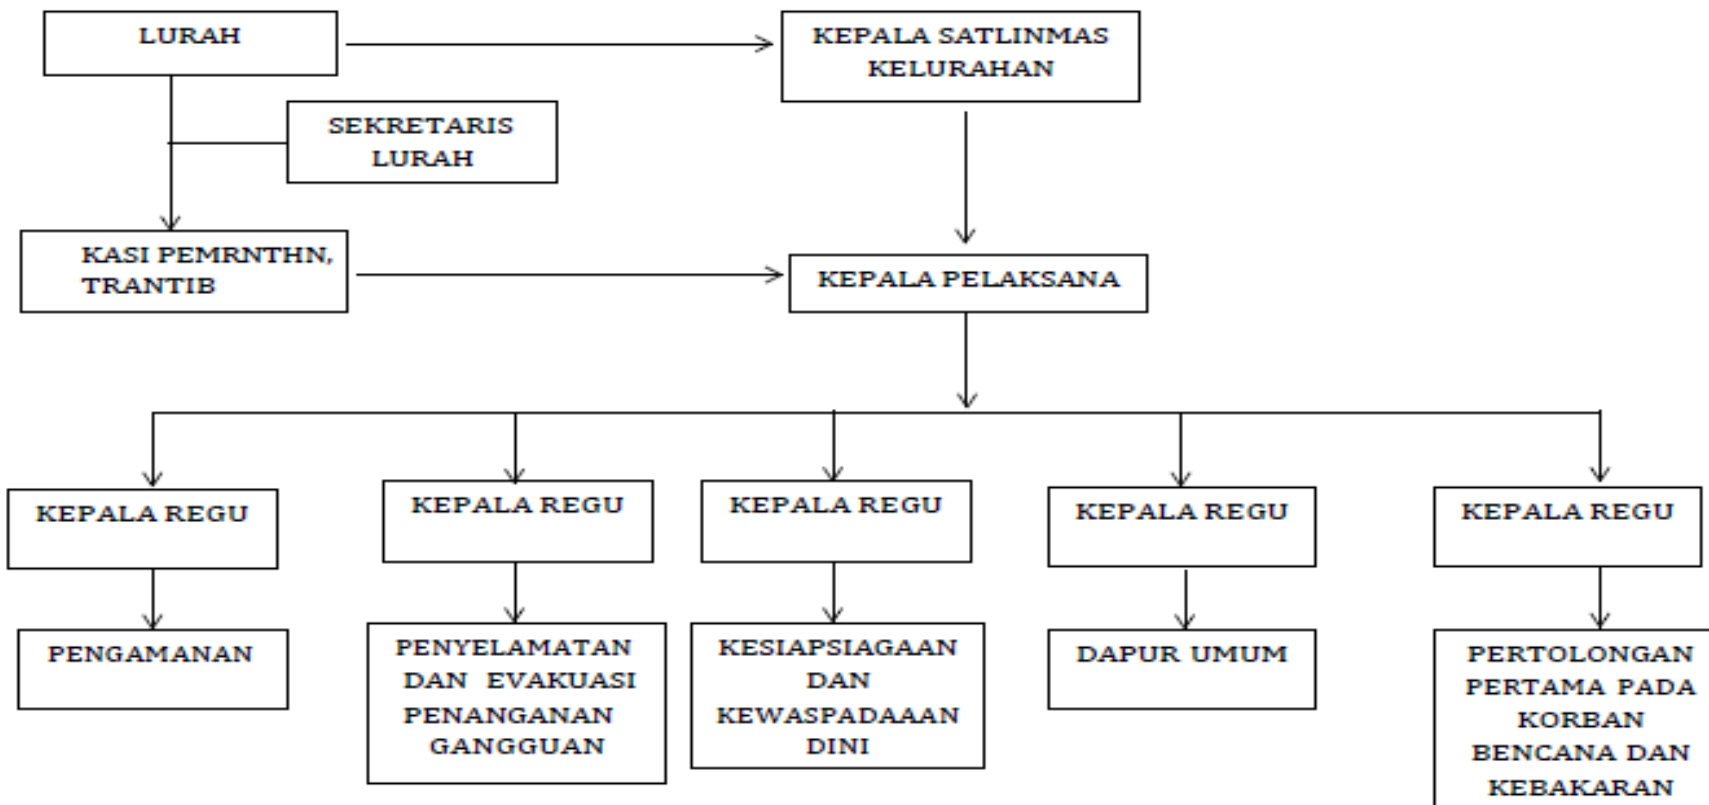 LURAH
KEPALA SATLINMAS
KELURAHAN
SEKRETARIS
LURAH
KASI PEMRNTHN,
TRANTIB
KEPALA PELAKSANA
KEPALA REGU
KEPALA REGU
KEPALA REGU
KEPALA REGU
KEPALA REGU
PENGAMANAN
PENYELAMATAN
DAN EVAKUASI
PENANGANAN
GANGGUAN
KESIAPSIAGAAN
DAN
KEWASPADAAAN
DINI
DAPUR UMUM
PERTOLONGAN
PERTAMA PADA
KORBAN
BENCANA DAN
KEBAKARAN